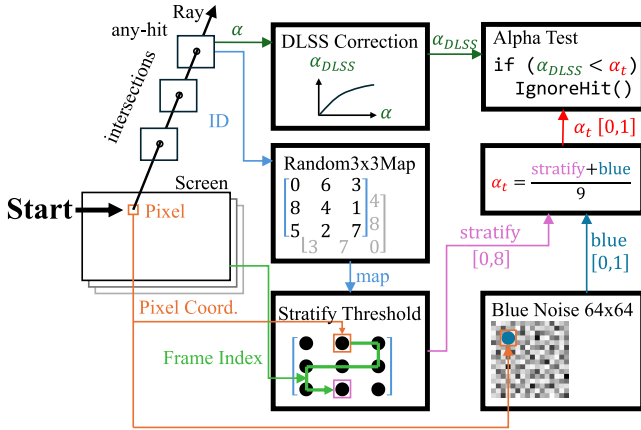 Ray
any-hit
intersections
α
ID
DLSS Correction
α_DLSS
α
α_DLSS
Alpha Test
if (α_DLSS < α_t)
IgnoreHit()
α_t [0,1]
Random3x3Map
0 6 3
8 4 1
5 2 7
4
8
3 7 0
α_t = stratify+blue
9
Screen
Start
Pixel
map
stratify
[0,8]
blue
[0,1]
Pixel Coord.
Frame Index
Stratify Threshold
Blue Noise 64x64